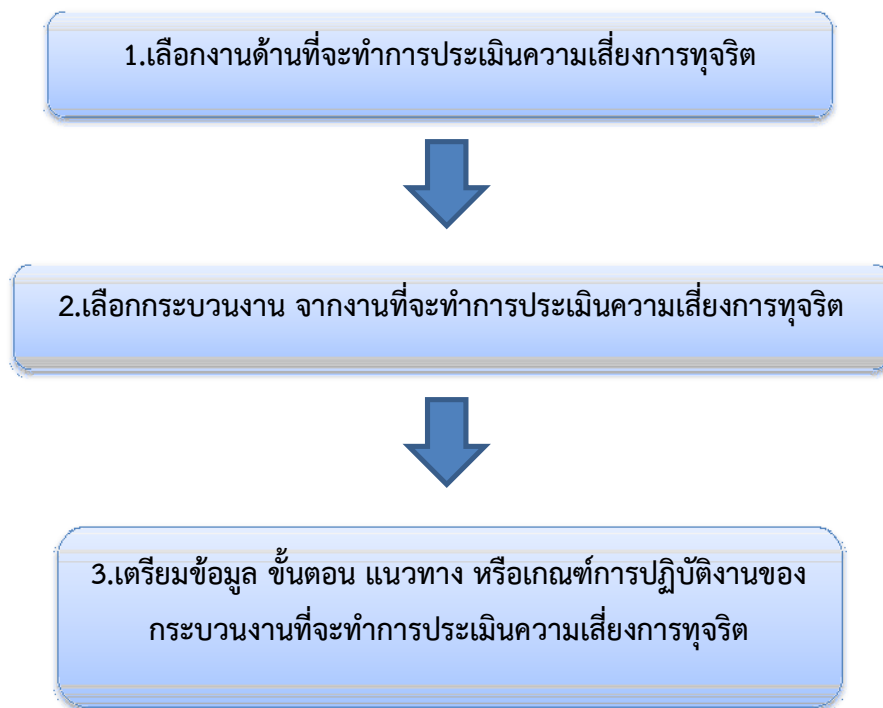 1.เลือกงานด้านที่จะทำการประเมินความเสี่ยงการทุจริต
2.เลือกกระบวนงาน จากงานที่จะทำการประเมินความเสี่ยงการทุจริต
3.เตรียมข้อมูล ขั้นตอน แนวทาง หรือเกณฑ์การปฏิบัติงานของ
กระบวนงานที่จะทำการประเมินความเสี่ยงการทุจริต